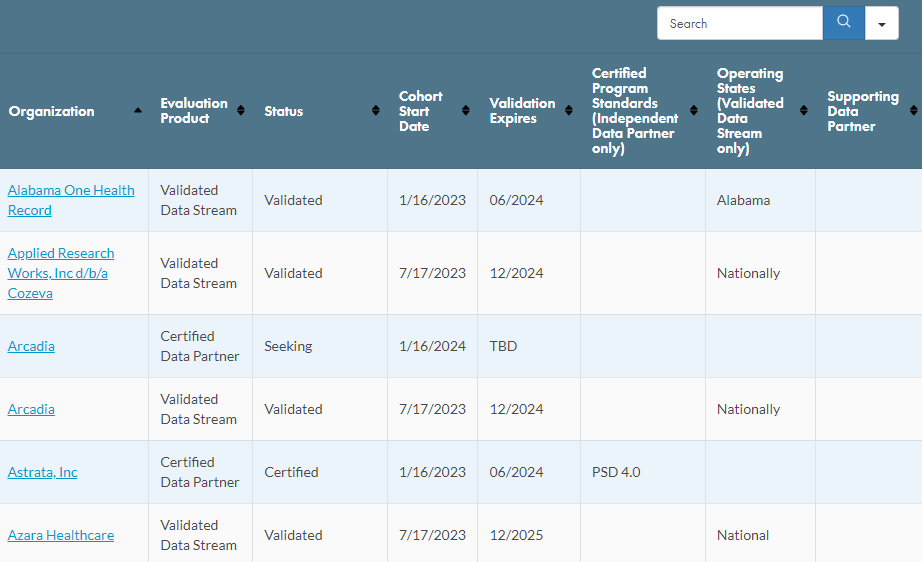 Search
Organization
Evaluation
Product
Status
Cohort
Start
Date
Validation
Expires
Certified
Program
Standards
(Independent
Data Partner
only)
Operating
States
(Validated
Data
Stream
only)
Supporting
Data
Partner
Alabama One Health
Record
Validated
Data Stream
Validated
1/16/2023
06/2024
Alabama
Applied Research
Works, Inc d/b/a
Cozeva
Validated
Data Stream
Validated
7/17/2023
12/2024
Nationally
Arcadia
Certified
Data Partner
Seeking
1/16/2024
TBD
Arcadia
Validated
Data Stream
Validated
7/17/2023
12/2024
Nationally
Astrata, Inc
Certified
Data Partner
Certified
1/16/2023
06/2024
PSD 4.0
Azara Healthcare
Validated
Data Stream
Validated
7/17/2023
12/2025
National